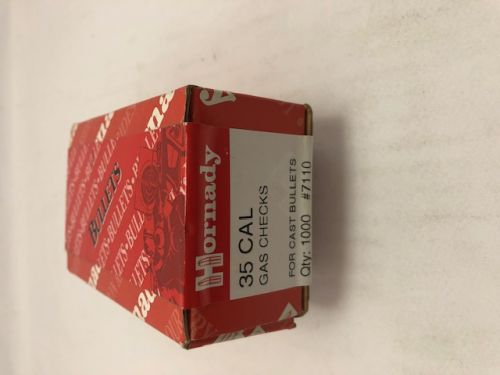 Hornady
35 CAL
GAS CHECKS
FOR CAST BULLETS
Qty: 1000 #7110
BULLETS